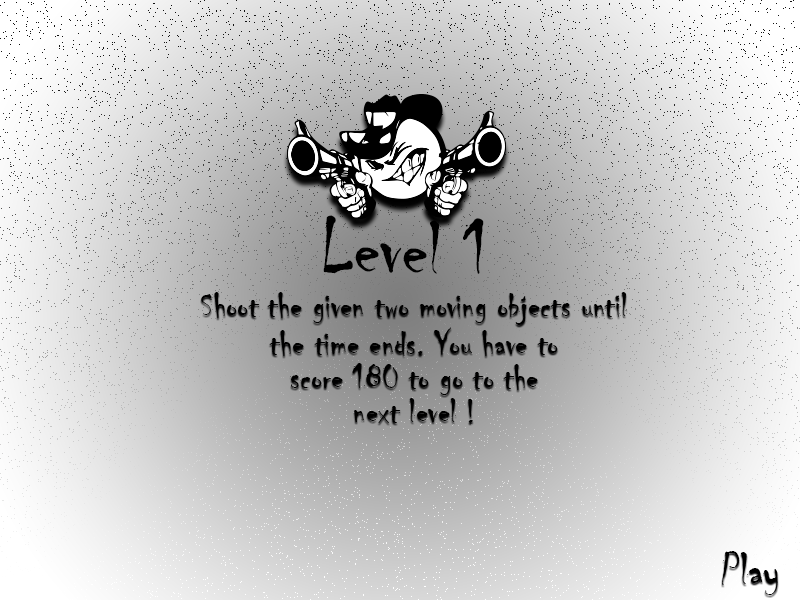 Level 1
Shoot the given two moving objects until
the time ends. You have to
score 180 to go to the
next level !
Play